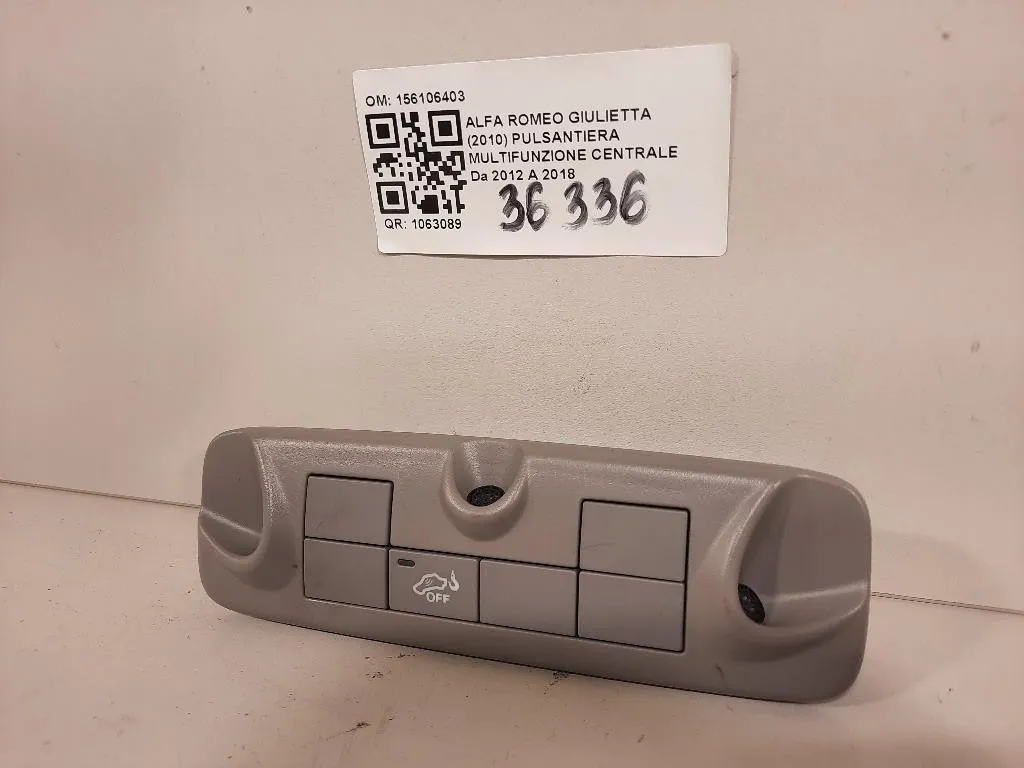 OM: 156106403
ALFA ROMEO GIULIETTA
(2010) PULSANTIERA
MULTIFUNZIONE CENTRALE
Da 2012 A 2018
36 336
QR: 1063089
OFF